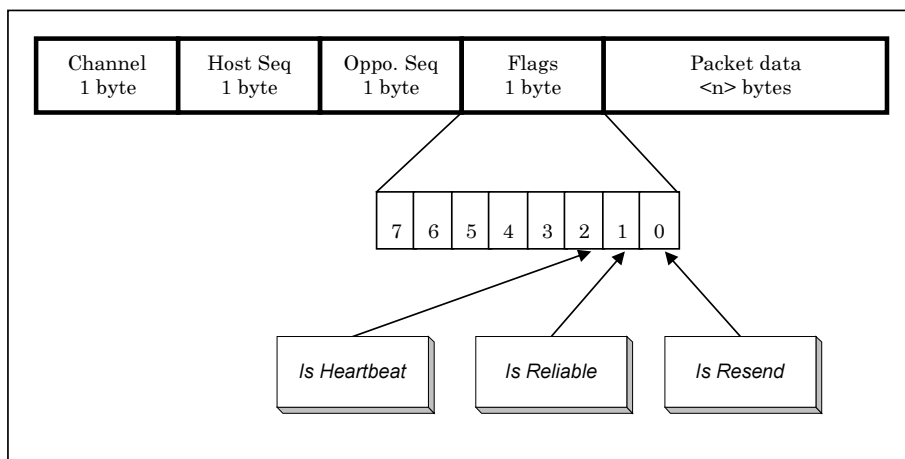 Channel
1 byte
Host Seq
1 byte
Oppo. Seq
1 byte
Flags
1 byte
Packet data
<n> bytes
7 6 5 4 3 2 1 0
Is Heartbeat
Is Reliable
Is Resend